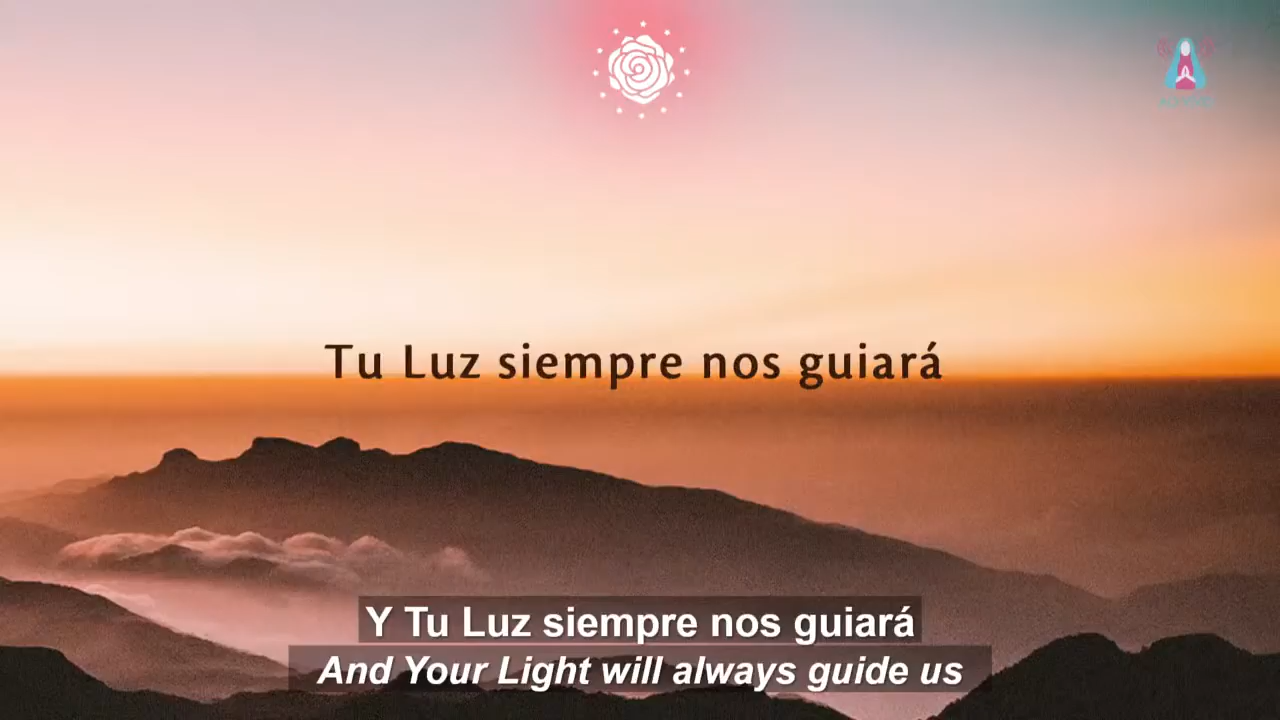 Tu Luz siempre nos guiará
Y Tu Luz siempre nos guiará
And Your Light will always guide us